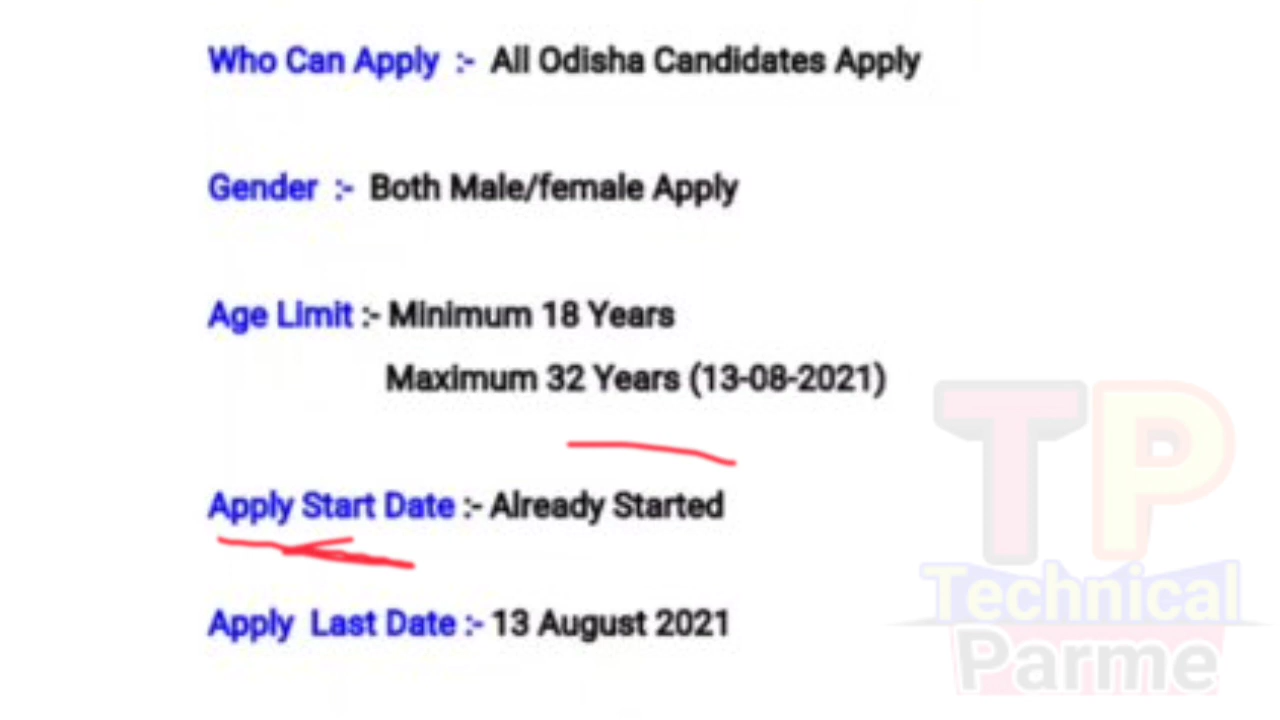 Who Can Apply :- All Odisha Candidates Apply
Gender :- Both Male/female Apply
Age Limit :- Minimum 18 Years
Maximum 32 Years (13-08-2021)
Apply Start Date :- Already Started
Apply Last Date :- 13 August 2021
TP
Technical
Parme